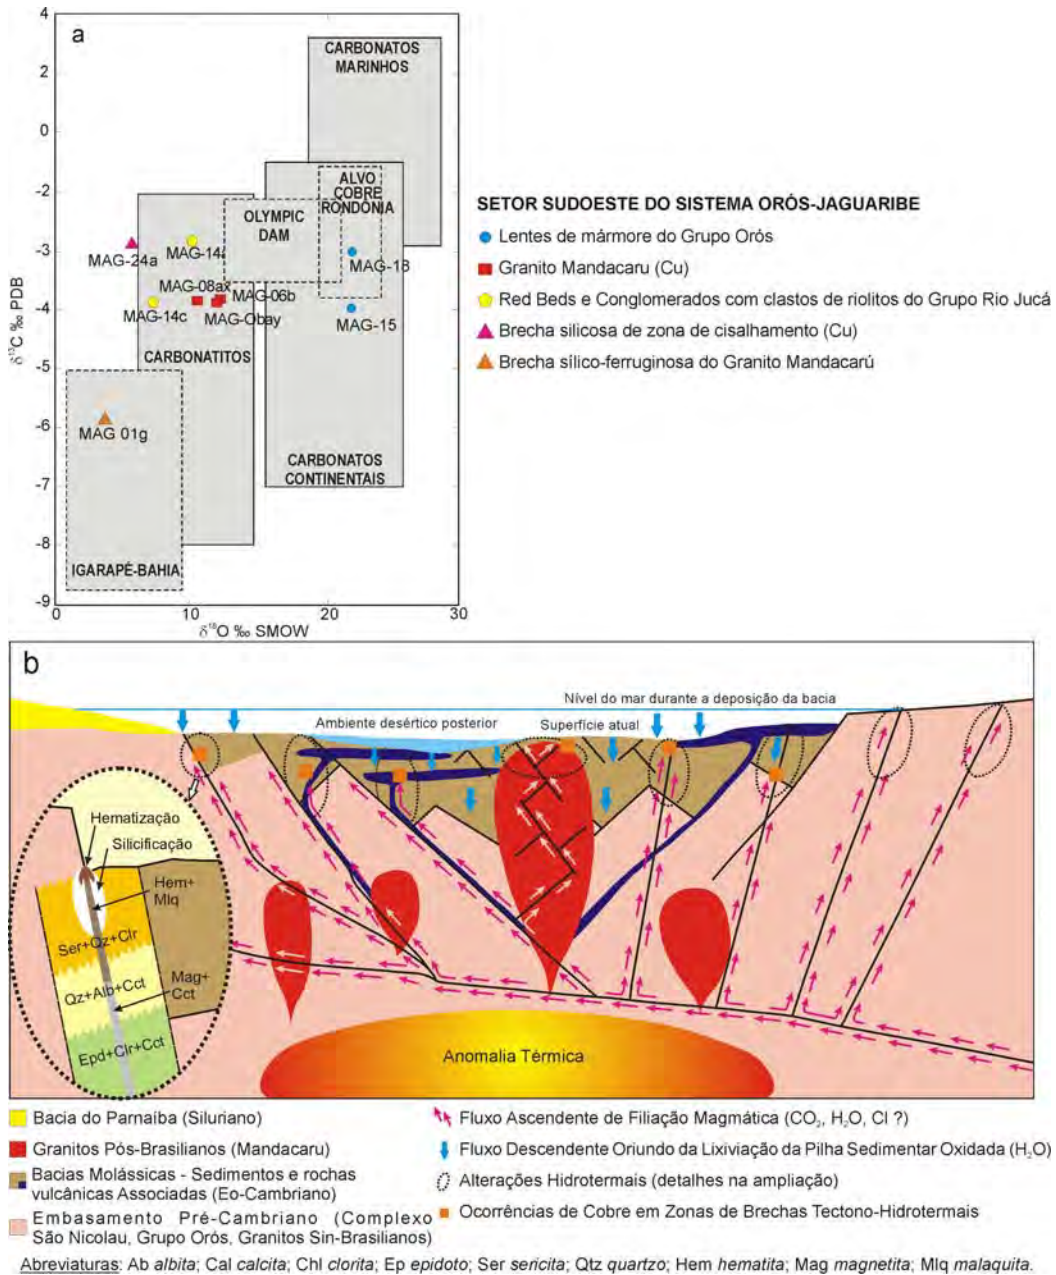 a
4
2
0
-2
-3
-4
-5
-6
-7
-8
-9
δ¹³C ‰ PDB
0
10
20
30
δ¹⁸O ‰ SMOW
CARBONATOS
MARINHOS
ALVO
COBRE
RONDÔNIA
OLYMPIC
DAM
MAG-24a
MAG-14i
MAG-18
MAG-08ax
MAG-06b
MAG-14c
MAG-Obay
MAG-15
CARBONATITOS
MAG 01g
CARBONATOS
CONTINENTAIS
IGARAPÉ-BAHIA
SETOR SUDOESTE DO SISTEMA ORÓS-JAGUARIBE
Lentes de mármore do Grupo Orós
Granito Mandacaru (Cu)
Red Beds e Conglomerados com clastos de riolitos do Grupo Rio Jucá
Brecha silicosa de zona de cisalhamento (Cu)
Brecha sílico-ferruginosa do Granito Mandacarú
b
Nível do mar durante a deposição da bacia
Ambiente desértico posterior
Superfície atual
Hematização
Silicificação
Hem+
Mlq
Ser+Qz+Clr
Mag+
Cct
Qz+Alb+Cct
Epd+Clr+Cct
Anomalia Térmica
Bacia do Parnaíba (Siluriano)
Granitos Pós-Brasilianos (Mandacaru)
Bacias Molássicas - Sedimentos e rochas
vulcânicas Associadas (Eo-Cambriano)
Embasamento Pré-Cambriano (Complexo
São Nicolau, Grupo Orós, Granitos Sin-Brasilianos)
Fluxo Ascendente de Filiação Magmática (CO₂, H₂O, Cl ?)
Fluxo Descendente Oriundo da Lixiviação da Pilha Sedimentar Oxidada (H₂O)
Alterações Hidrotermais (detalhes na ampliação)
Ocorrências de Cobre em Zonas de Brechas Tectono-Hidrotermais
Abreviaturas: Ab albita; Cal calcita; Chl clorita; Ep epidoto; Ser sericita; Qtz quartzo; Hem hematita; Mag magnetita; Mlq malaquita.